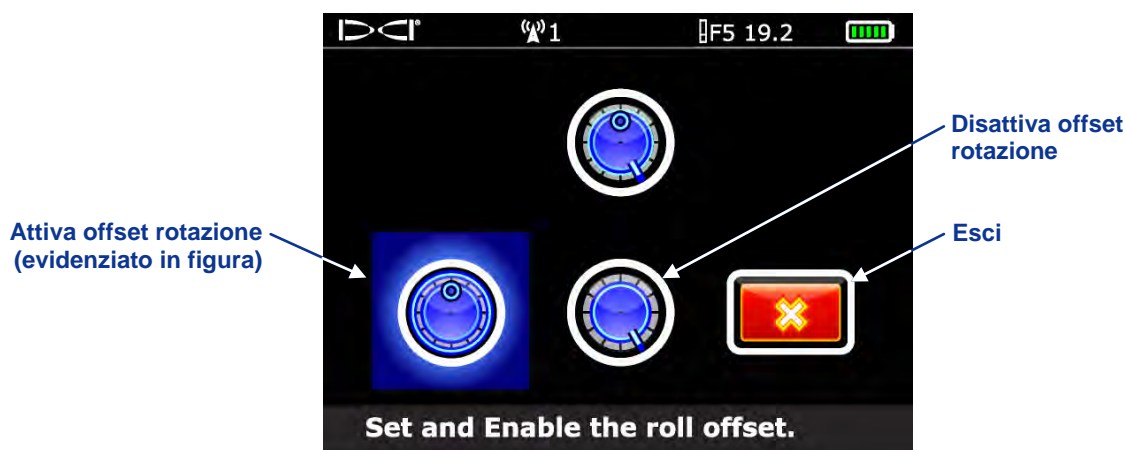 DCI
1
F5 19.2
Disattiva offset
rotazione
Attiva offset rotazione
(evidenziato in figura)
Esci
Set and Enable the roll offset.